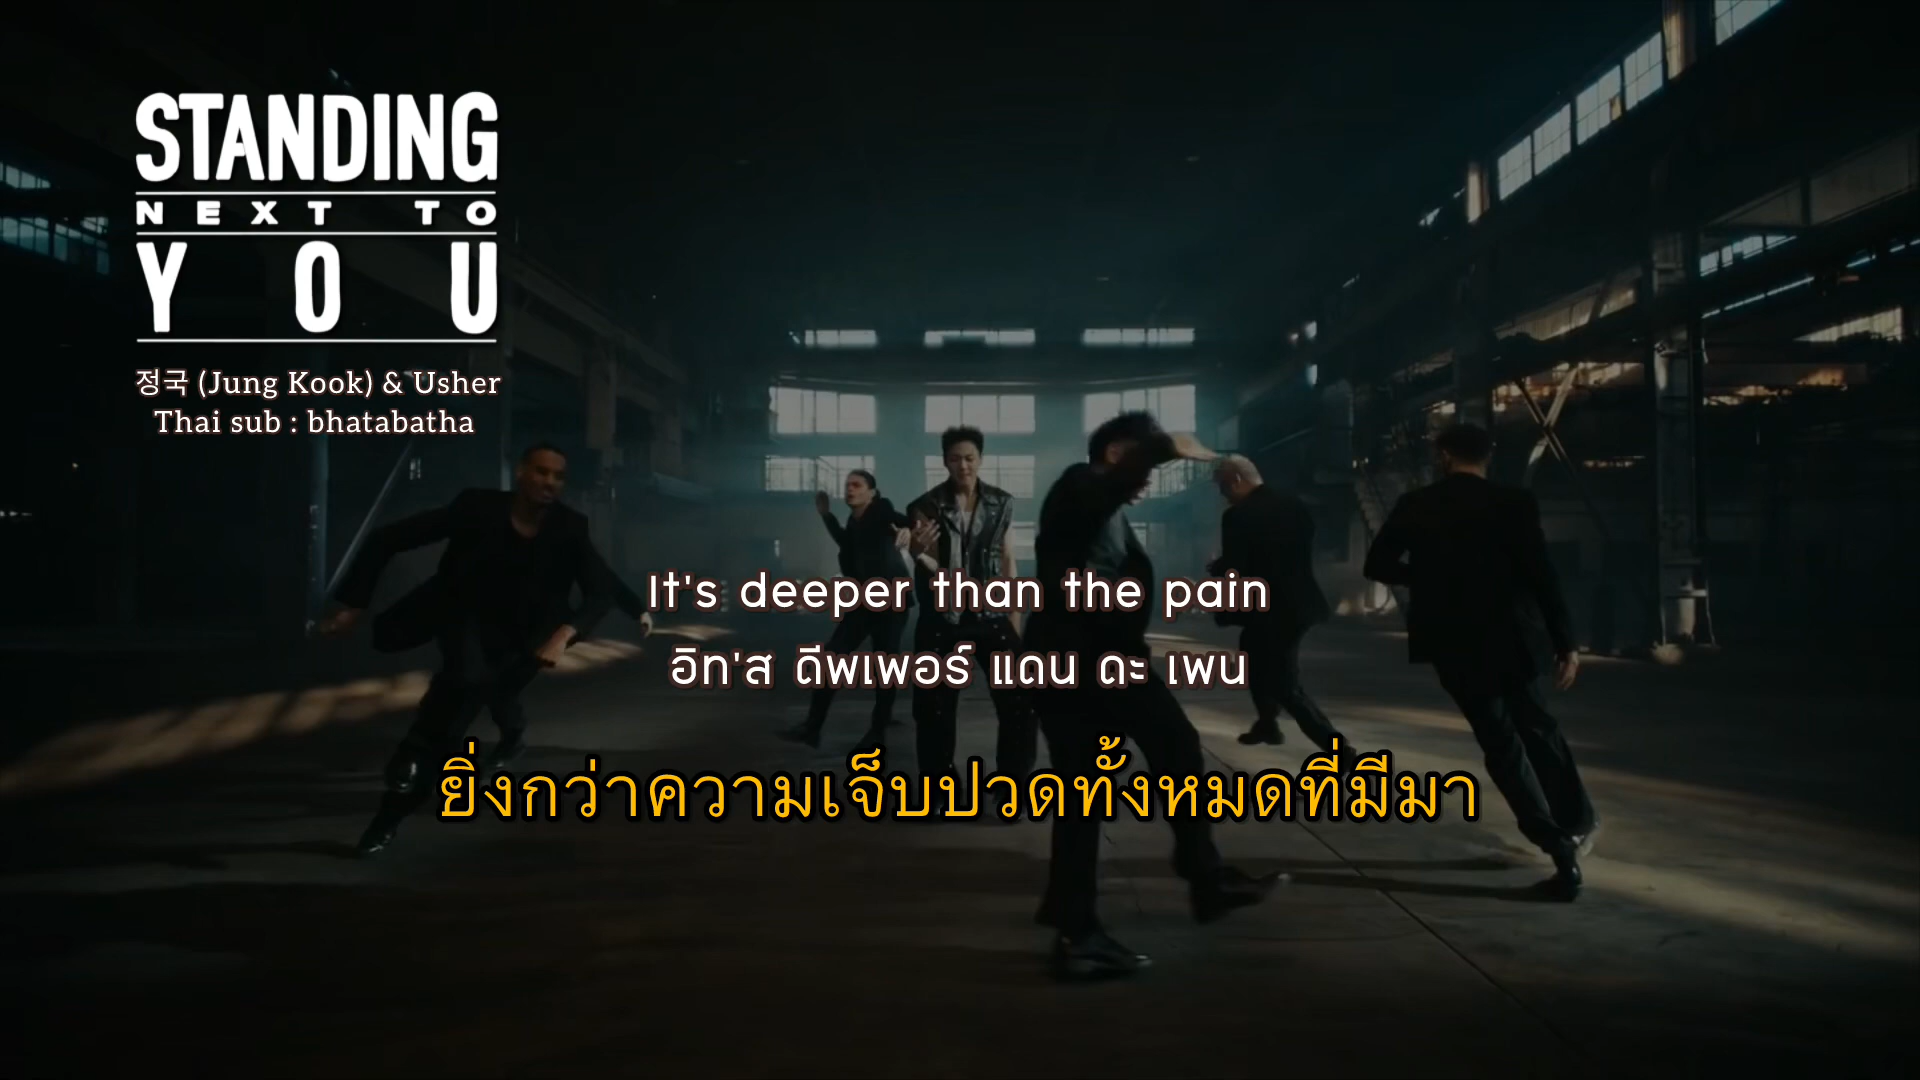 STANDING
NEXT TO
YOU
정국 (Jung Kook) & Usher
Thai sub : bhatabatha
It's deeper than the pain
อิท'ส ดีพเพอร์ แดน ดะ เพน
ยิ่งกว่าความเจ็บปวดทั้งหมดที่มีมา